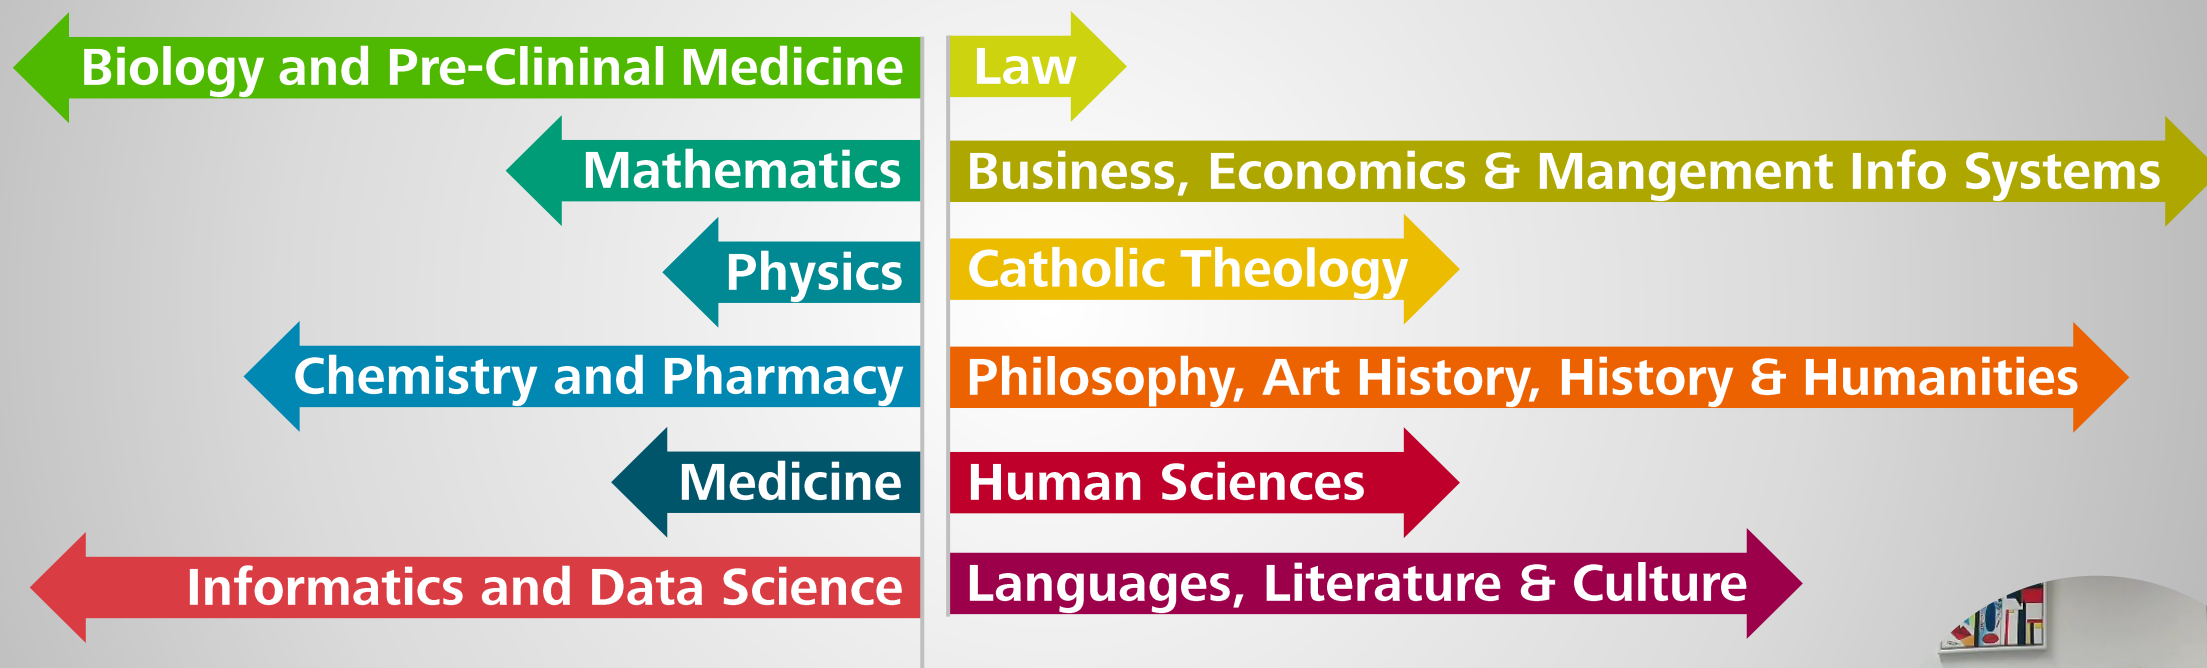 Biology and Pre-Clininal Medicine
Mathematics
Physics
Chemistry and Pharmacy
Medicine
Informatics and Data Science
Law
Business, Economics & Mangement Info Systems
Catholic Theology
Philosophy, Art History, History & Humanities
Human Sciences
Languages, Literature & Culture